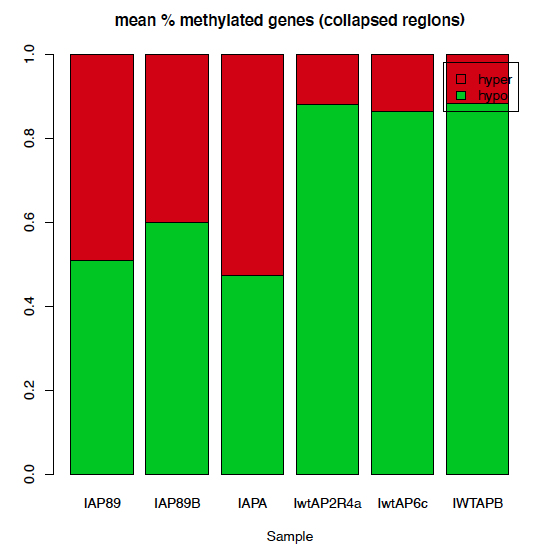 mean % methylated genes (collapsed regions)
1.0
0.8
0.6
0.4
0.2
0.0
hyper
hypo
IAP89 IAP89B IAPA IwtAP2R4a IwtAP6c IWTAPB
Sample